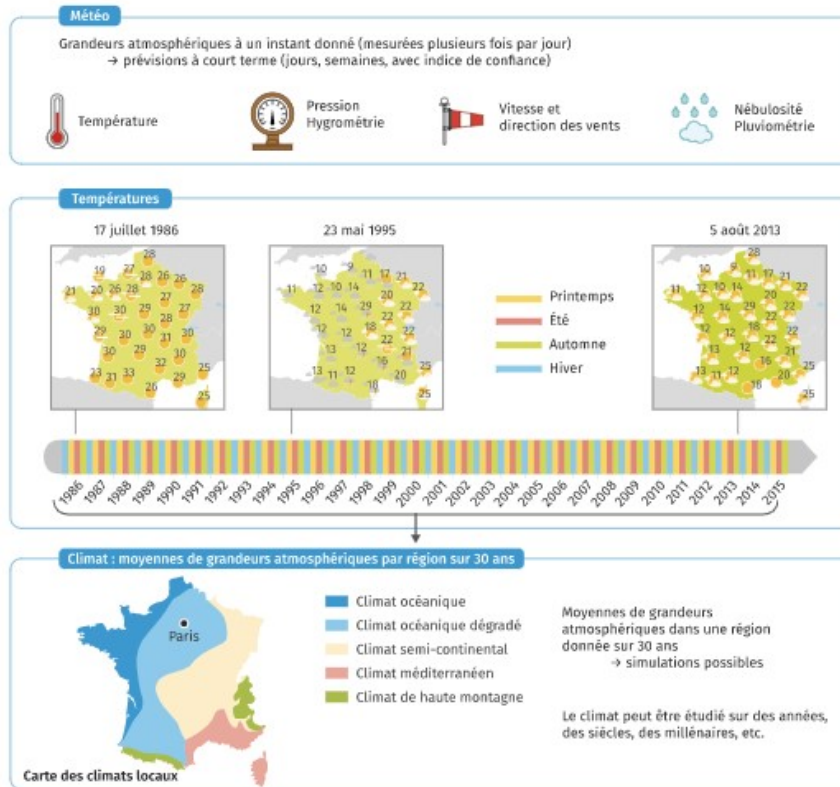 Météo
Grandeurs atmosphériques à un instant donné (mesurées plusieurs fois par jour)
→ prévisions à court terme (jours, semaines, avec indice de confiance)
Température
Pression
Hygrométrie
Vitesse et
direction des vents
Nébulosité
Pluviométrie
Températures
17 juillet 1986
23 mai 1995
5 août 2013
Printemps
Été
Automne
Hiver
1986 1987 1988 1989 1990 1991 1992 1993 1994 1995 1996 1997 1998 1999 2000 2001 2002 2003 2004 2005 2006 2007 2008 2009 2010 2011 2012 2013 2014 2015
Climat : moyennes de grandeurs atmosphériques par région sur 30 ans
Paris
Carte des climats locaux
Climat océanique
Climat océanique dégradé
Climat semi-continental
Climat méditerranéen
Climat de haute montagne
Moyennes de grandeurs
atmosphériques dans une région
donnée sur 30 ans
→ simulations possibles
Le climat peut être étudié sur des années,
des siècles, des millénaires, etc.